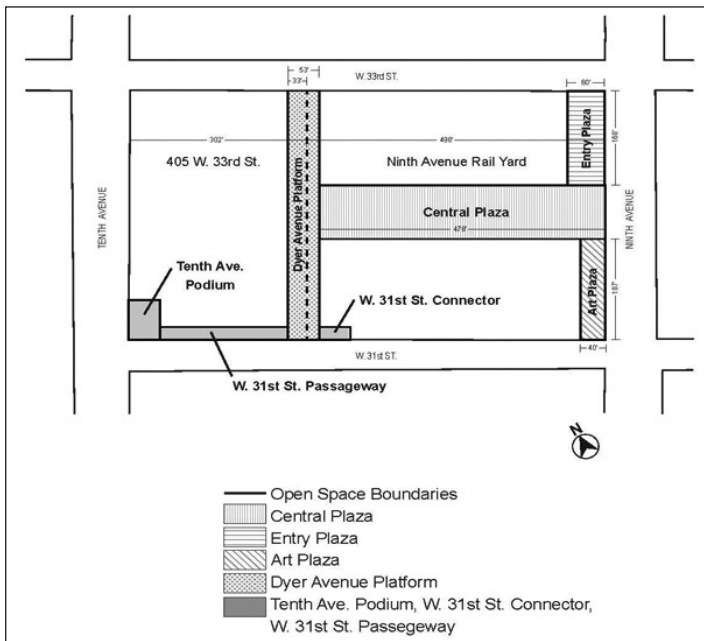 53'
33'
W. 33rd ST.
60'
302'
498'
405 W. 33rd St.
Ninth Avenue Rail Yard
Entry Plaza
Dyer Avenue Platform
Central Plaza
478'
TENTH AVENUE
NINTH AVENUE
Tenth Ave.
Podium
W. 31st St. Connector
Art Plaza
40'
W. 31st ST.
W. 31st St. Passageway
N
Open Space Boundaries
Central Plaza
Entry Plaza
Art Plaza
Dyer Avenue Platform
Tenth Ave. Podium, W. 31st St. Connector,
W. 31st St. Passegeway